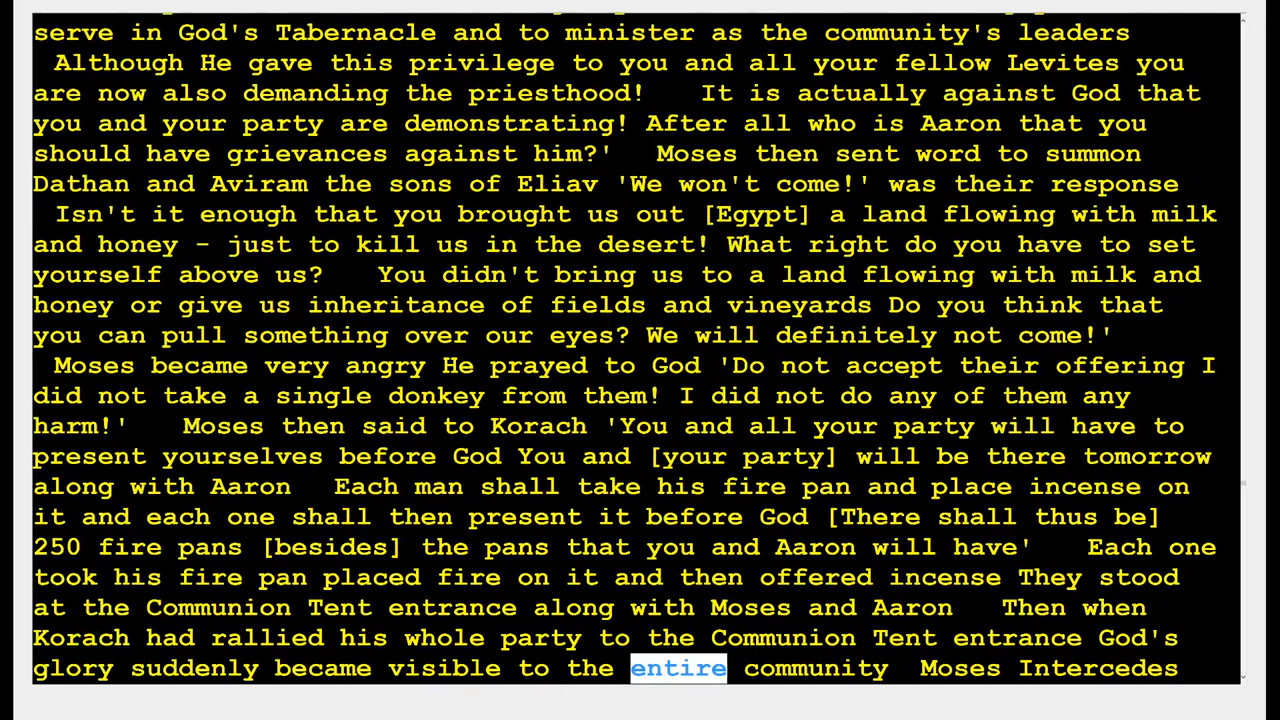 serve in God's Tabernacle and to minister as the community's leaders
Although He gave this privilege to you and all your fellow Levites you
are now also demanding the priesthood! It is actually against God that
you and your party are demonstrating! After all who is Aaron that you
should have grievances against him?' Moses then sent word to summon
Dathan and Aviram the sons of Eliav 'We won't come!' was their response
Isn't it enough that you brought us out [Egypt] a land flowing with milk
and honey - just to kill us in the desert! What right do you have to set
yourself above us? You didn't bring us to a land flowing with milk and
honey or give us inheritance of fields and vineyards Do you think that
you can pull something over our eyes? We will definitely not come!'
Moses became very angry He prayed to God 'Do not accept their offering I
did not take a single donkey from them! I did not do any of them any
harm!' Moses then said to Korach 'You and all your party will have to
present yourselves before God You and [your party] will be there tomorrow
along with Aaron Each man shall take his fire pan and place incense on
it and each one shall then present it before God [There shall thus be]
250 fire pans [besides] the pans that you and Aaron will have' Each one
took his fire pan placed fire on it and then offered incense They stood
at the Communion Tent entrance along with Moses and Aaron Then when
Korach had rallied his whole party to the Communion Tent entrance God's
glory suddenly became visible to the entire community Moses Intercedes